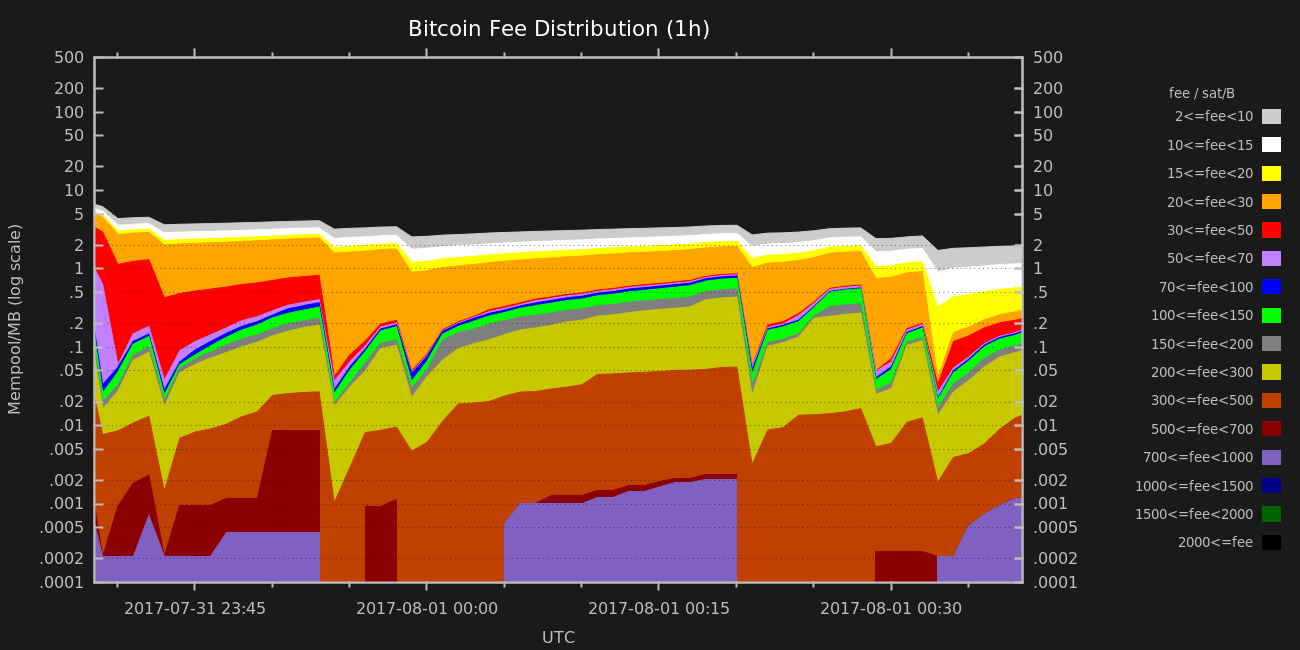 Bitcoin Fee Distribution (1h)
500
200
100
50
20
10
5
2
1
.5
.2
.1
.05
.02
.01
.005
.002
.001
.0005
.0002
.0001
Mempool/MB (log scale)
500
200
100
50
20
10
5
2
1
.5
.2
.1
.05
.02
.01
.005
.002
.001
.0005
.0002
.0001
2017-07-31 23:45
2017-08-01 00:00
2017-08-01 00:15
2017-08-01 00:30
UTC
fee / sat/B
2<=fee<10
10<=fee<15
15<=fee<20
20<=fee<30
30<=fee<50
50<=fee<70
70<=fee<100
100<=fee<150
150<=fee<200
200<=fee<300
300<=fee<500
500<=fee<700
700<=fee<1000
1000<=fee<1500
1500<=fee<2000
2000<=fee